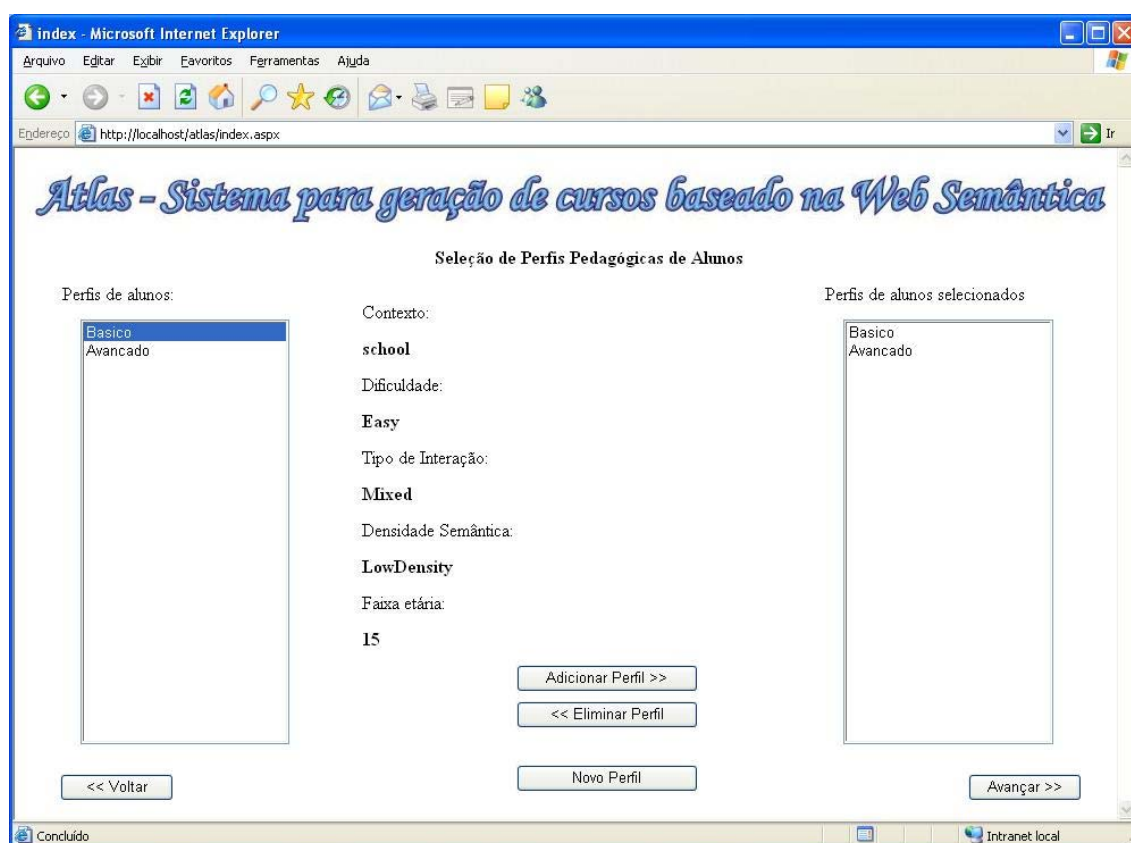 index - Microsoft Internet Explorer
Arquivo Editar Exibir Favoritos Ferramentas Ajuda
Endereço http://localhost/atlas/index.aspx Ir
Atlas - Sistema para geração de cursos baseado na Web Semântica
Seleção de Perfis Pedagógicas de Alunos
Perfis de alunos:
Basico
Avancado
Contexto:
school
Dificuldade:
Easy
Tipo de Interação:
Mixed
Densidade Semântica:
LowDensity
Faixa etária:
15
Perfis de alunos selecionados
Basico
Avancado
Adicionar Perfil >>
<< Eliminar Perfil
Novo Perfil
<< Voltar
Avançar >>
Concluído
Intranet local